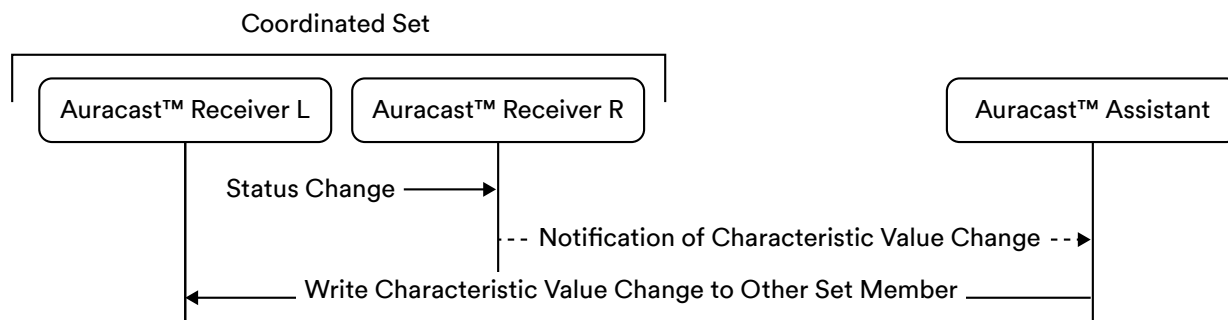 Coordinated Set
Auracast™ Receiver L
Auracast™ Receiver R
Auracast™ Assistant
Status Change
Notification of Characteristic Value Change
Write Characteristic Value Change to Other Set Member